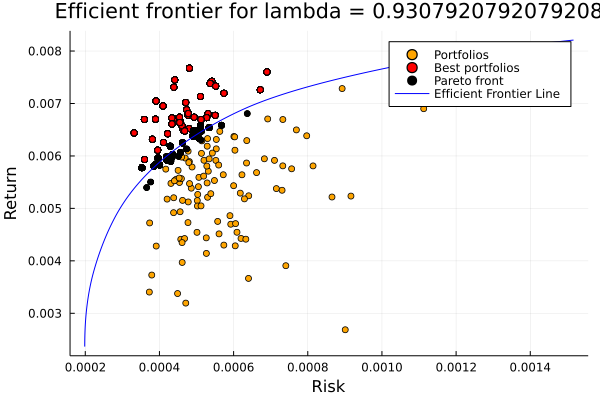 Efficient frontier for lambda = 0.9307920792079208
0.008
0.007
0.006
0.005
0.004
0.003
Return
Portfolios
Best portfolios
Pareto front
Efficient Frontier Line
0.0002 0.0004 0.0006 0.0008 0.0010 0.0012 0.0014
Risk